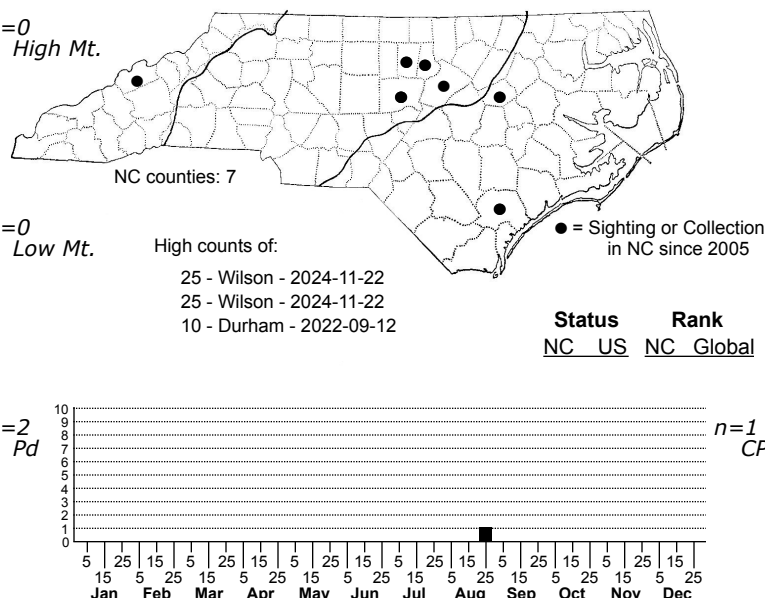 =0
High Mt.
NC counties: 7
=0
Low Mt.
High counts of:
25 - Wilson - 2024-11-22
25 - Wilson - 2024-11-22
10 - Durham - 2022-09-12
● = Sighting or Collection
in NC since 2005
Status Rank
NC US NC Global
=2
Pd
n=1
CP
10
9
8
7
6
5
4
3
2
1
0
5 25 15 5 25 15 5 25 15 5 25 15 5 25 15 5 25 15
15 5 25 15 5 25 15 5 25 15 5 25 15 5 25 15 5 25
Jan Feb Mar Apr May Jun Jul Aug Sep Oct Nov Dec